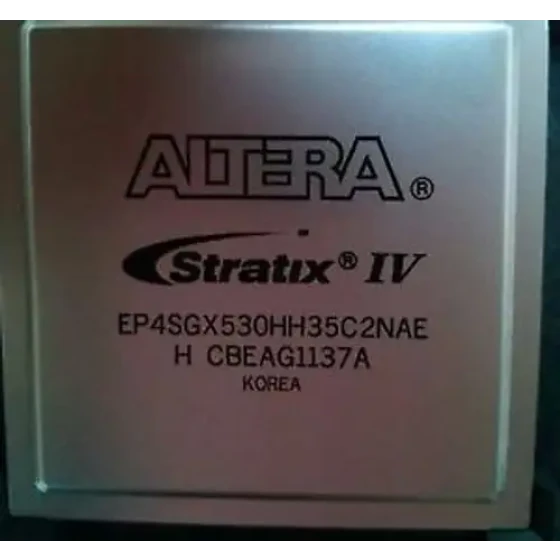 ALTERA®
Stratix® IV
EP4SGX530HH35C2NAE
H CBEAG1137A
KOREA